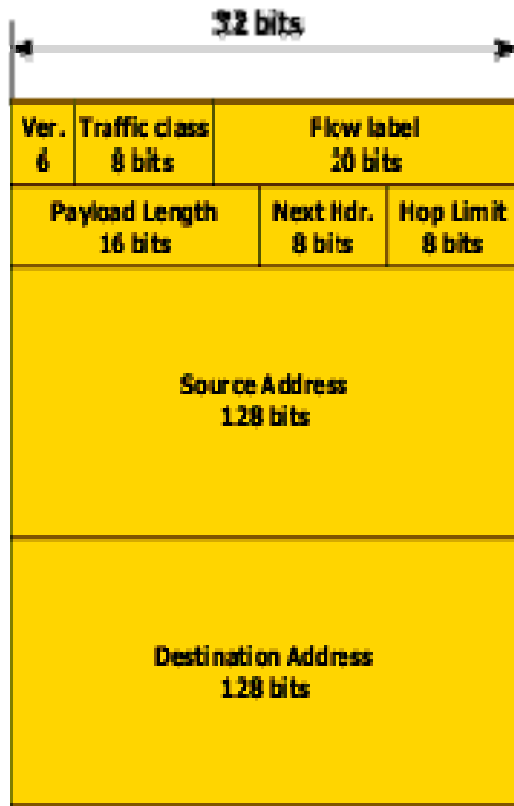 32 bits
Ver. Traffic class Flow label
6 8 bits 20 bits
Payload Length Next Hdr. Hop Limit
16 bits 8 bits 8 bits
Source Address
128 bits
Destination Address
128 bits